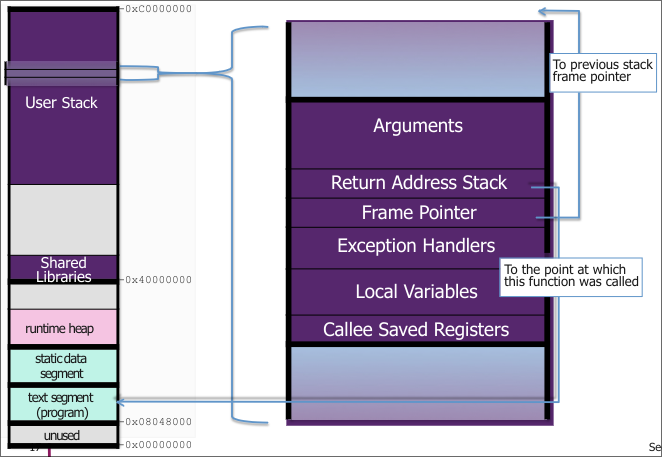 0xC0000000
To previous stack
frame pointer
User Stack
Arguments
Return Address Stack
Frame Pointer
Exception Handlers
Shared
Libraries
To the point at which
this function was called
0x40000000
Local Variables
runtime heap
Callee Saved Registers
static data
segment
text segment
(program)
0x08048000
unused
0x00000000
Se